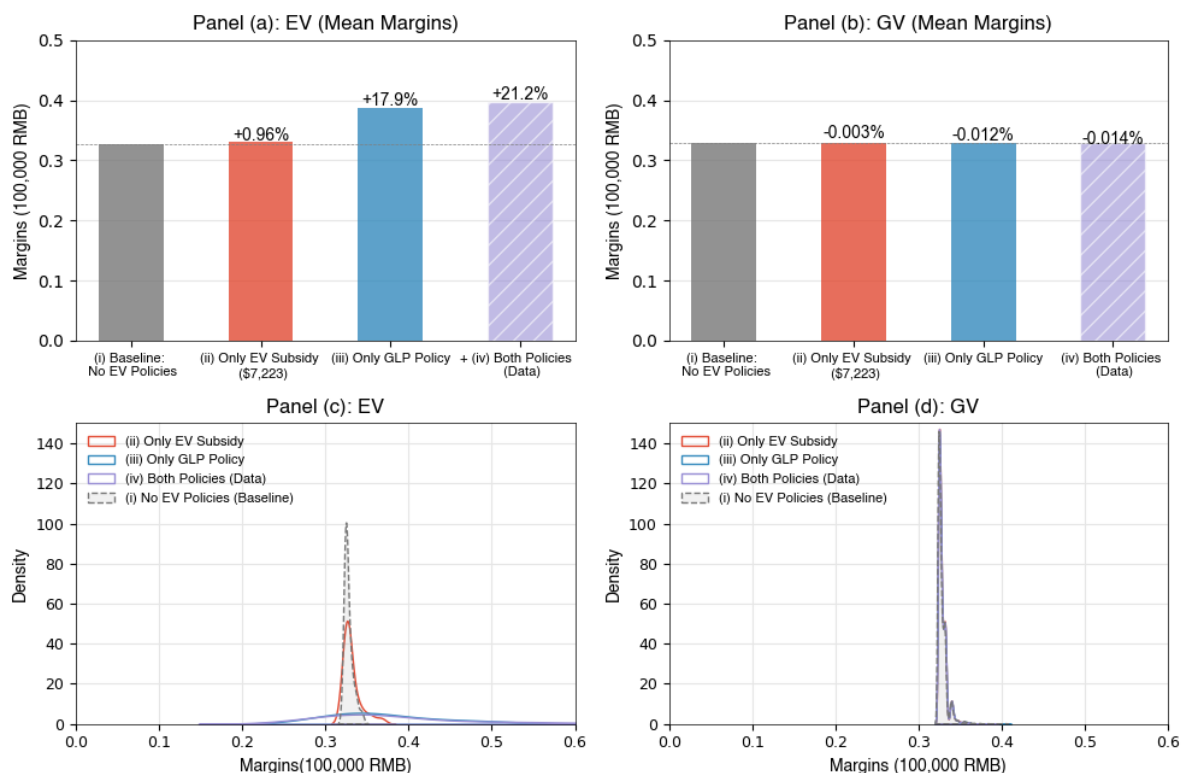 Panel (a): EV (Mean Margins)
Margins (100,000 RMB)
0.5
0.4
0.3
0.2
0.1
0.0
+0.96%
+17.9%
+21.2%
(i) Baseline:
No EV Policies
(ii) Only EV Subsidy
($7,223)
(iii) Only GLP Policy
+ (iv) Both Policies
(Data)
Panel (b): GV (Mean Margins)
Margins (100,000 RMB)
0.5
0.4
0.3
0.2
0.1
0.0
-0.003%
-0.012%
-0.014%
(i) Baseline:
No EV Policies
(ii) Only EV Subsidy
($7,223)
(iii) Only GLP Policy
(iv) Both Policies
(Data)
Panel (c): EV
Density
140
120
100
80
60
40
20
0
(ii) Only EV Subsidy
(iii) Only GLP Policy
(iv) Both Policies (Data)
(i) No EV Policies (Baseline)
0.0 0.1 0.2 0.3 0.4 0.5 0.6
Margins(100,000 RMB)
Panel (d): GV
Density
140
120
100
80
60
40
20
0
(ii) Only EV Subsidy
(iii) Only GLP Policy
(iv) Both Policies (Data)
(i) No EV Policies (Baseline)
0.0 0.1 0.2 0.3 0.4 0.5 0.6
Margins (100,000 RMB)